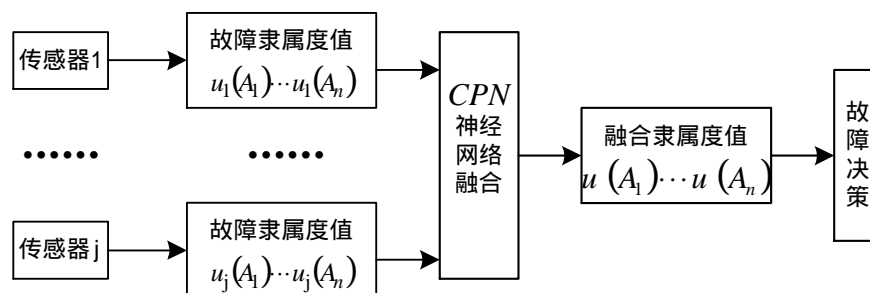 传感器1
故障隶属度值
u₁(A₁)···u₁(Aₙ)
••••••
••••••
传感器j
故障隶属度值
uⱼ(A₁)···uⱼ(Aₙ)
CPN
神经
网络
融合
融合隶属度值
u (A₁)···u (Aₙ)
故
障
决
策